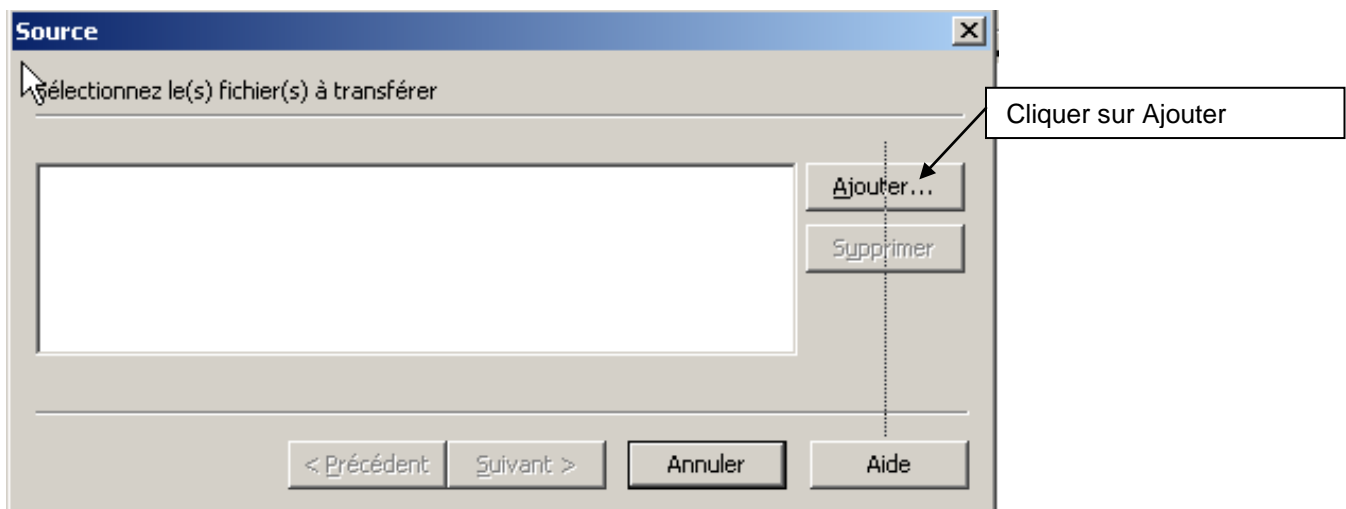 Source
Sélectionnez le(s) fichier(s) à transférer
Cliquer sur Ajouter
Ajouter...
Supprimer
< Précédent
Suivant >
Annuler
Aide